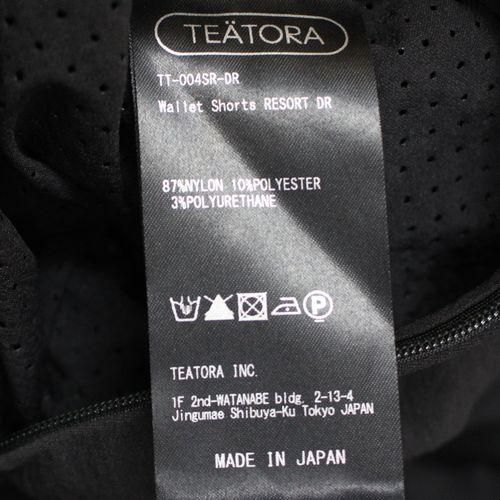 TEÄTORA
TT-004SR-DR
Wallet Shorts RESORT DR
87%NYLON 10%POLYESTER
3%POLYURETHANE
P
TEATORA INC.
1F 2nd-WATANABE bldg. 2-13-4
Jingumae Shibuya-Ku Tokyo JAPAN
MADE IN JAPAN